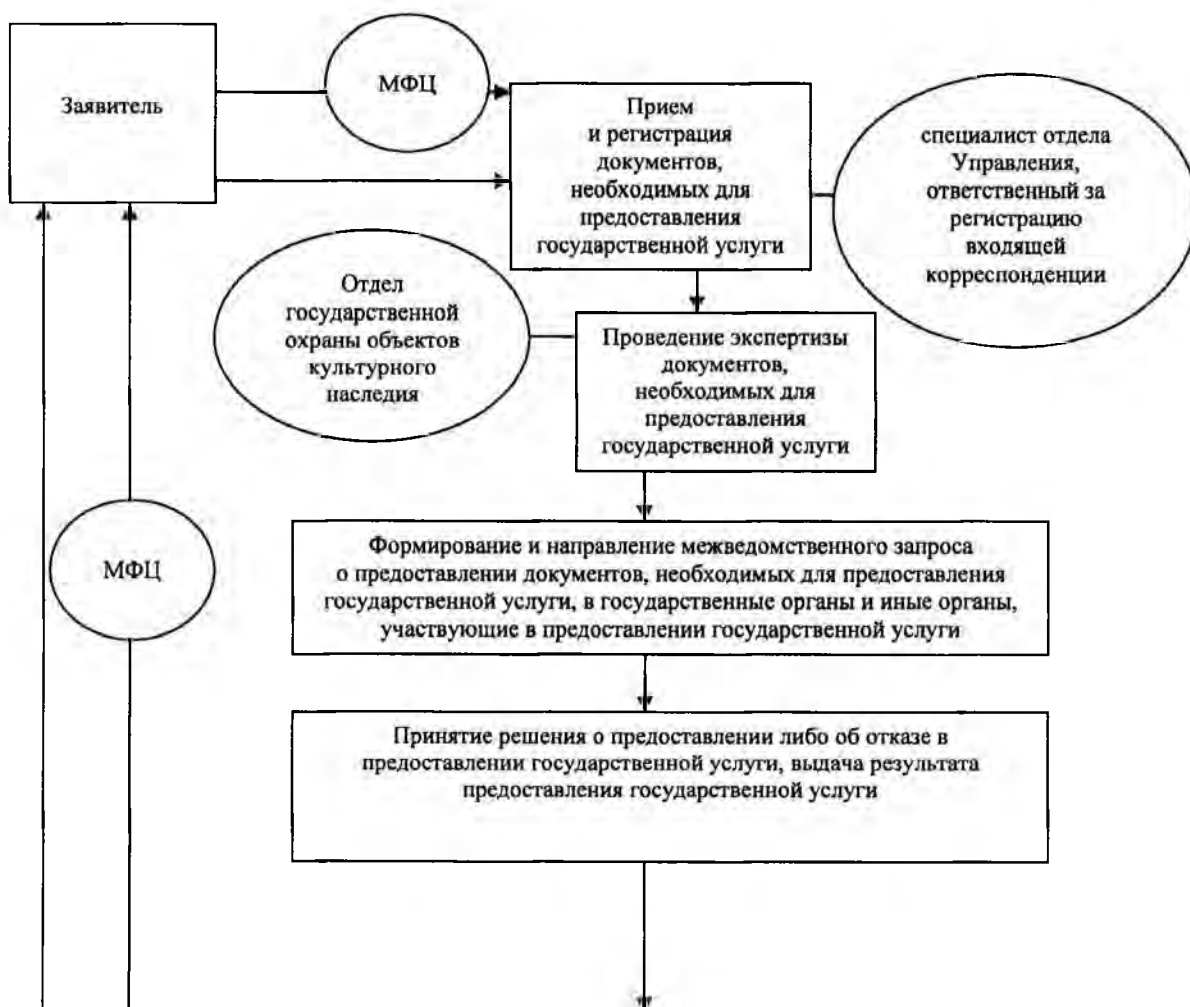 Заявитель
МФЦ
Прием
и регистрация
документов,
необходимых для
предоставления
государственной услуги
специалист отдела
Управления,
ответственный за
регистрацию
входящей
корреспонденции
Отдел
государственной
охраны объектов
культурного
наследия
Проведение экспертизы
документов,
необходимых для
предоставления
государственной услуги
МФЦ
Формирование и направление межведомственного запроса
о предоставлении документов, необходимых для предоставления
государственной услуги, в государственные органы и иные органы,
участвующие в предоставлении государственной услуги
Принятие решения о предоставлении либо об отказе в
предоставлении государственной услуги, выдача результата
предоставления государственной услуги